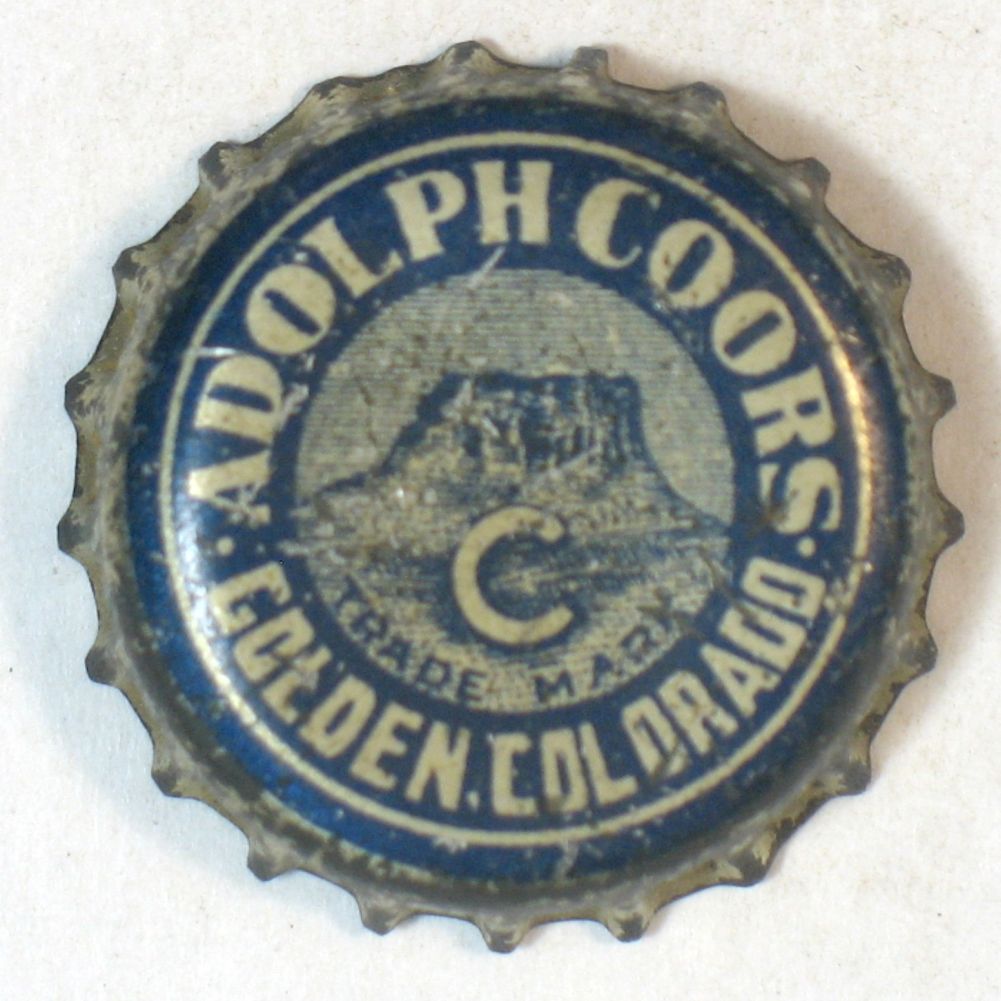 · ADOLPH COORS ·
C
TRADE MARK
GOLDEN. COLORADO